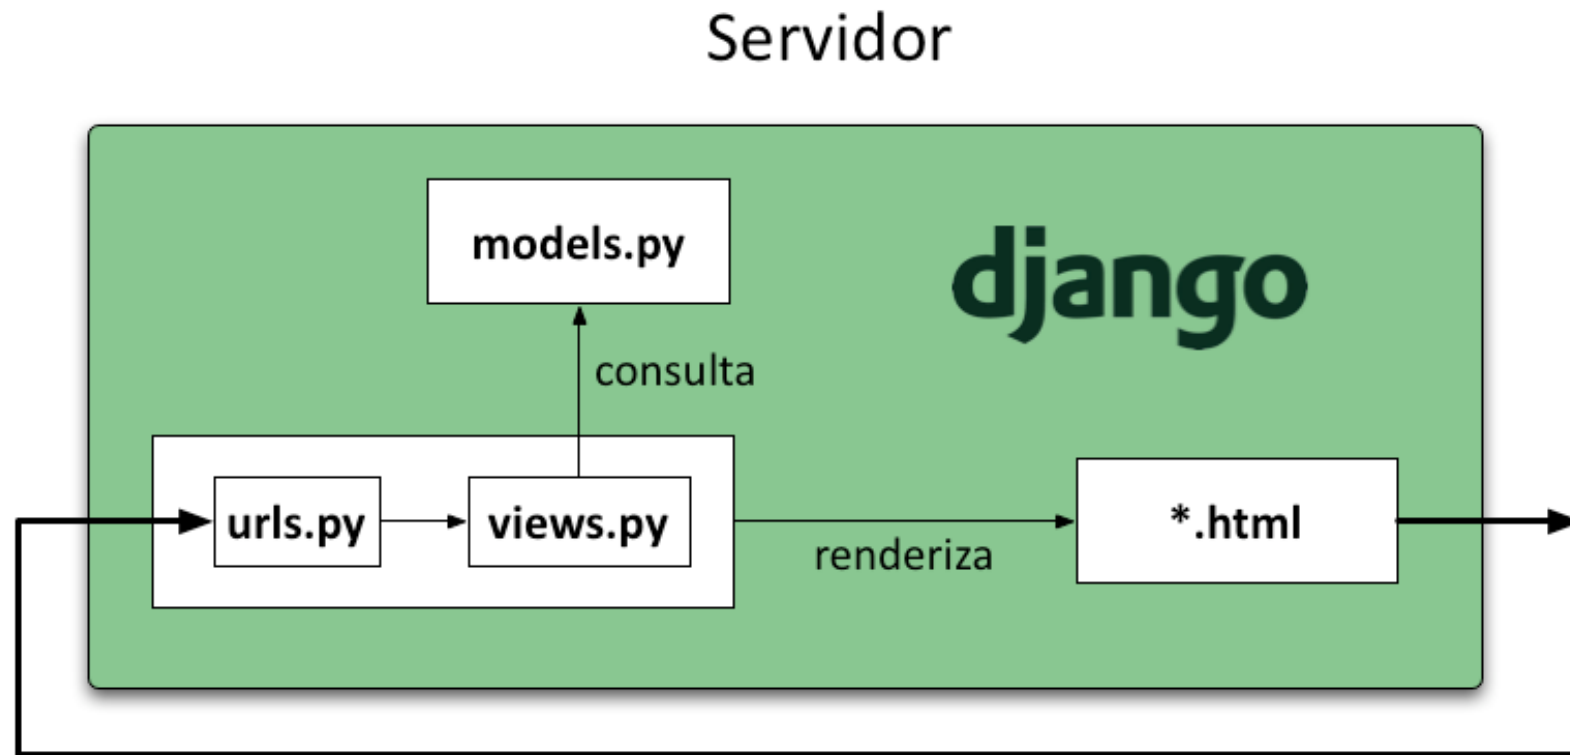 Servidor
models.py
django
consulta
urls.py
views.py
renderiza
*.html